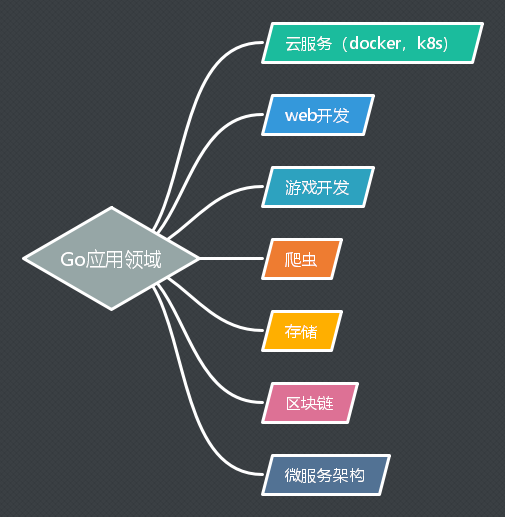 云服务（docker，k8s）
web开发
游戏开发
Go应用领域
爬虫
存储
区块链
微服务架构